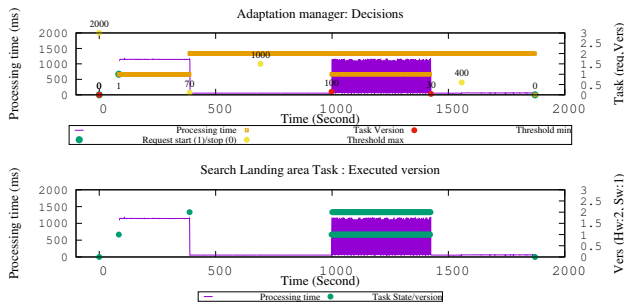 Adaptation manager: Decisions
Processing time (ms)
2000
1500
1000
500
0
2000
0
0
1
70
1000
100
30
400
0
3
2.5
2
1.5
1
0.5
0
Task (req,Vers)
0 500 1000 1500 2000
Time (Second)
Processing time Task Version Threshold min
Request start (1)/stop (0) Threshold max
Search Landing area Task : Executed version
Processing time (ms)
2000
1500
1000
500
0
3
2.5
2
1.5
1
0.5
0
Vers (Hw:2, Sw:1)
0 500 1000 1500 2000
Time (Second)
Processing time Task State/version